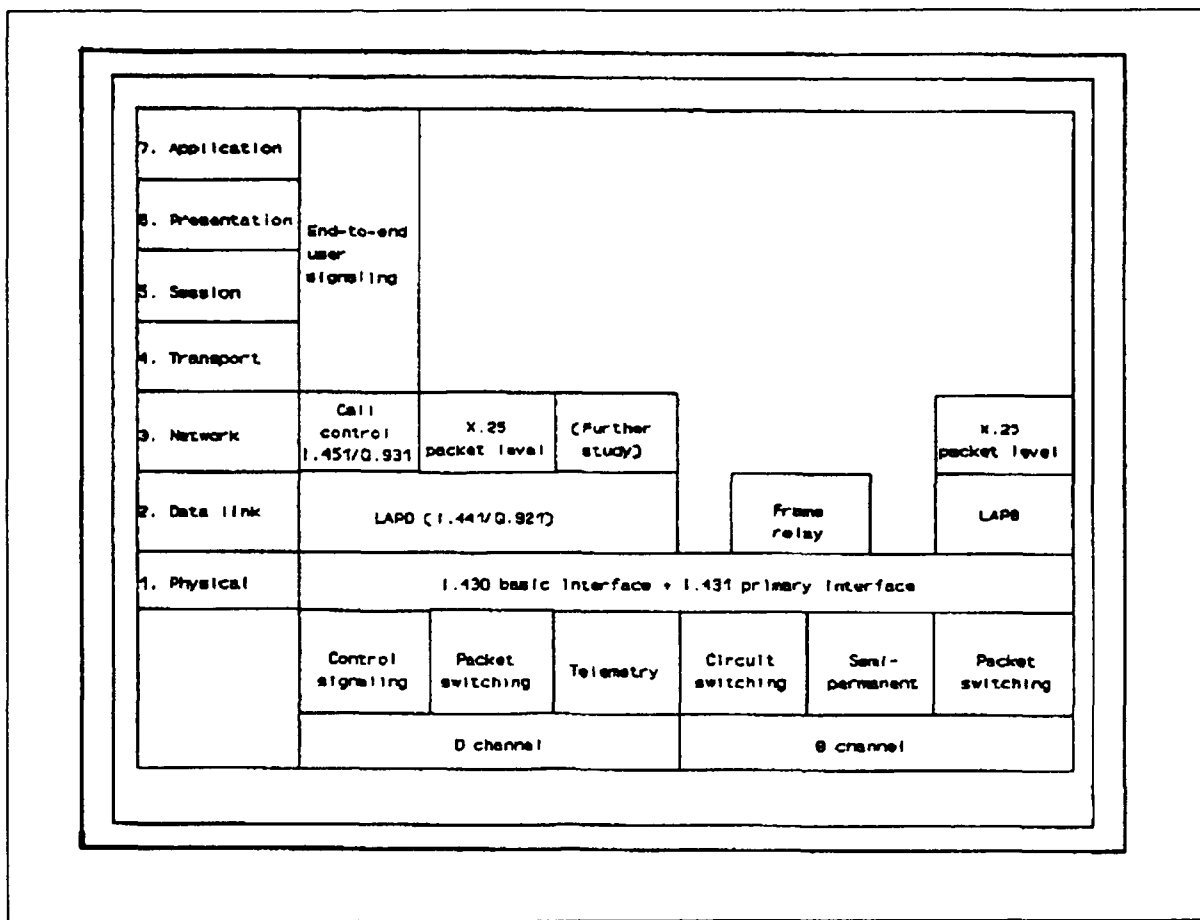 7. Application
6. Presentation
End-to-end
user
signaling
5. Session
4. Transport
3. Network
Call
control
I.451/Q.931
X.25
packet level
(Further
study)
X.25
packet level
2. Data link
LAPD (I.441/Q.921)
Frame
relay
LAPB
1. Physical
I.430 basic interface + I.431 primary interface
Control
signaling
Packet
switching
Telemetry
Circuit
switching
Semi-
permanent
Packet
switching
D channel
B channel